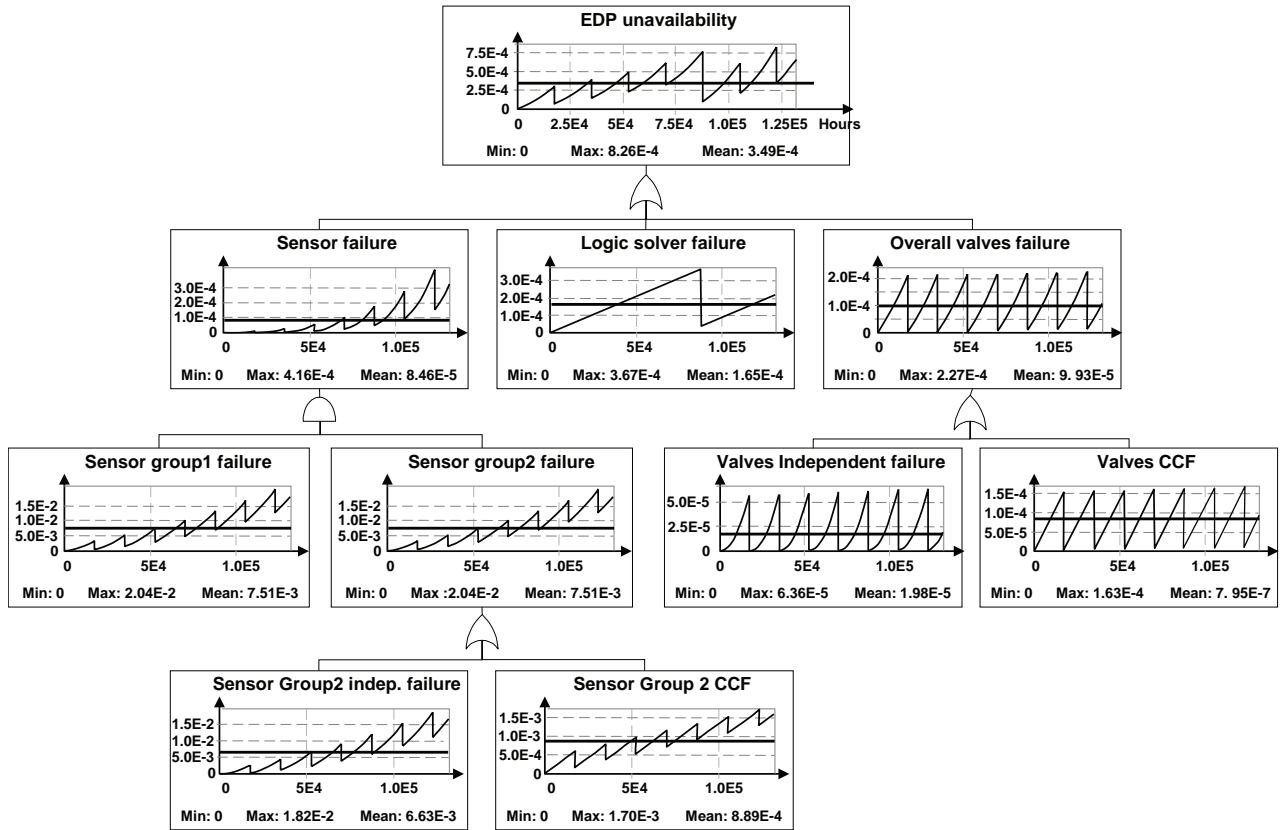 EDP unavailability
7.5E-4
5.0E-4
2.5E-4
0
0 2.5E4 5E4 7.5E4 1.0E5 1.25E5 Hours
Min: 0 Max: 8.26E-4 Mean: 3.49E-4
Sensor failure
3.0E-4
2.0E-4
1.0E-4
0
0 5E4 1.0E5
Min: 0 Max: 4.16E-4 Mean: 8.46E-5
Logic solver failure
3.0E-4
2.0E-4
1.0E-4
0
0 5E4 1.0E5
Min: 0 Max: 3.67E-4 Mean: 1.65E-4
Overall valves failure
2.0E-4
1.0E-4
0
0 5E4 1.0E5
Min: 0 Max: 2.27E-4 Mean: 9. 93E-5
Sensor group1 failure
1.5E-2
1.0E-2
5.0E-3
0
0 5E4 1.0E5
Min: 0 Max: 2.04E-2 Mean: 7.51E-3
Sensor group2 failure
1.5E-2
1.0E-2
5.0E-3
0
0 5E4 1.0E5
Min: 0 Max :2.04E-2 Mean: 7.51E-3
Valves Independent failure
5.0E-5
2.5E-5
0
0 5E4 1.0E5
Min: 0 Max: 6.36E-5 Mean: 1.98E-5
Valves CCF
1.5E-4
1.0E-4
5.0E-5
0
0 5E4 1.0E5
Min: 0 Max: 1.63E-4 Mean: 7. 95E-7
Sensor Group2 indep. failure
1.5E-2
1.0E-2
5.0E-3
0
0 5E4 1.0E5
Min: 0 Max: 1.82E-2 Mean: 6.63E-3
Sensor Group 2 CCF
1.5E-3
1.0E-3
5.0E-4
0
0 5E4 1.0E5
Min: 0 Max: 1.70E-3 Mean: 8.89E-4